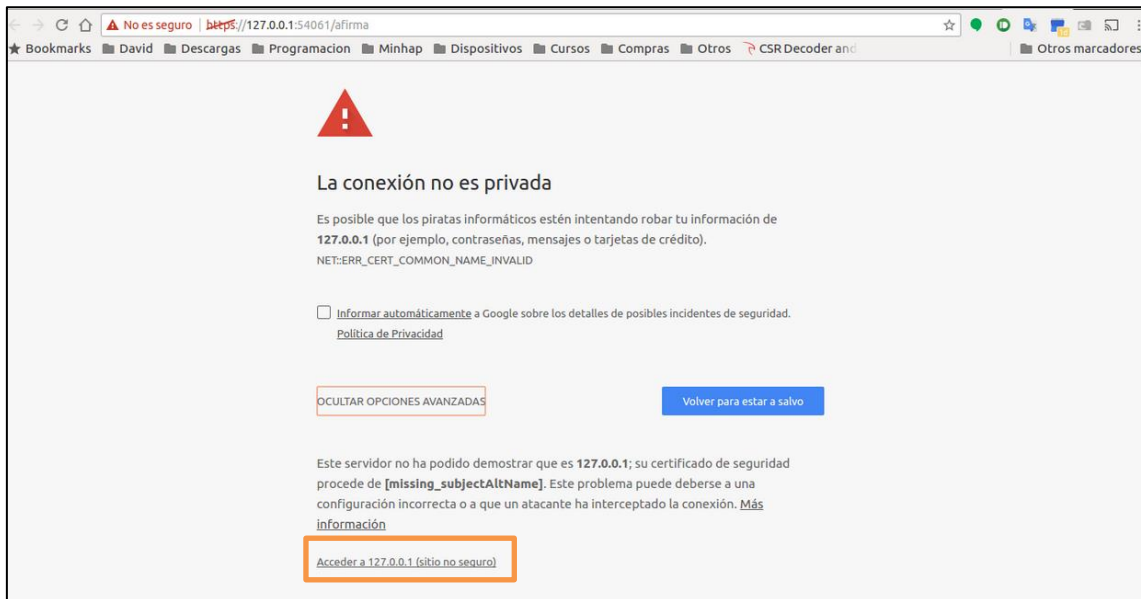 No es seguro | https://127.0.0.1:54061/afirma
Bookmarks David Descargas Programacion Minhap Dispositivos Cursos Compras Otros CSR Decoder and Otros marcadores
La conexión no es privada
Es posible que los piratas informáticos estén intentando robar tu información de
127.0.0.1 (por ejemplo, contraseñas, mensajes o tarjetas de crédito).
NET::ERR_CERT_COMMON_NAME_INVALID
Informar automáticamente a Google sobre los detalles de posibles incidentes de seguridad.
Política de Privacidad
OCULTAR OPCIONES AVANZADAS Volver para estar a salvo
Este servidor no ha podido demostrar que es 127.0.0.1; su certificado de seguridad
procede de [missing_subjectAltName]. Este problema puede deberse a una
configuración incorrecta o a que un atacante ha interceptado la conexión. Más
información
Acceder a 127.0.0.1 (sitio no seguro)